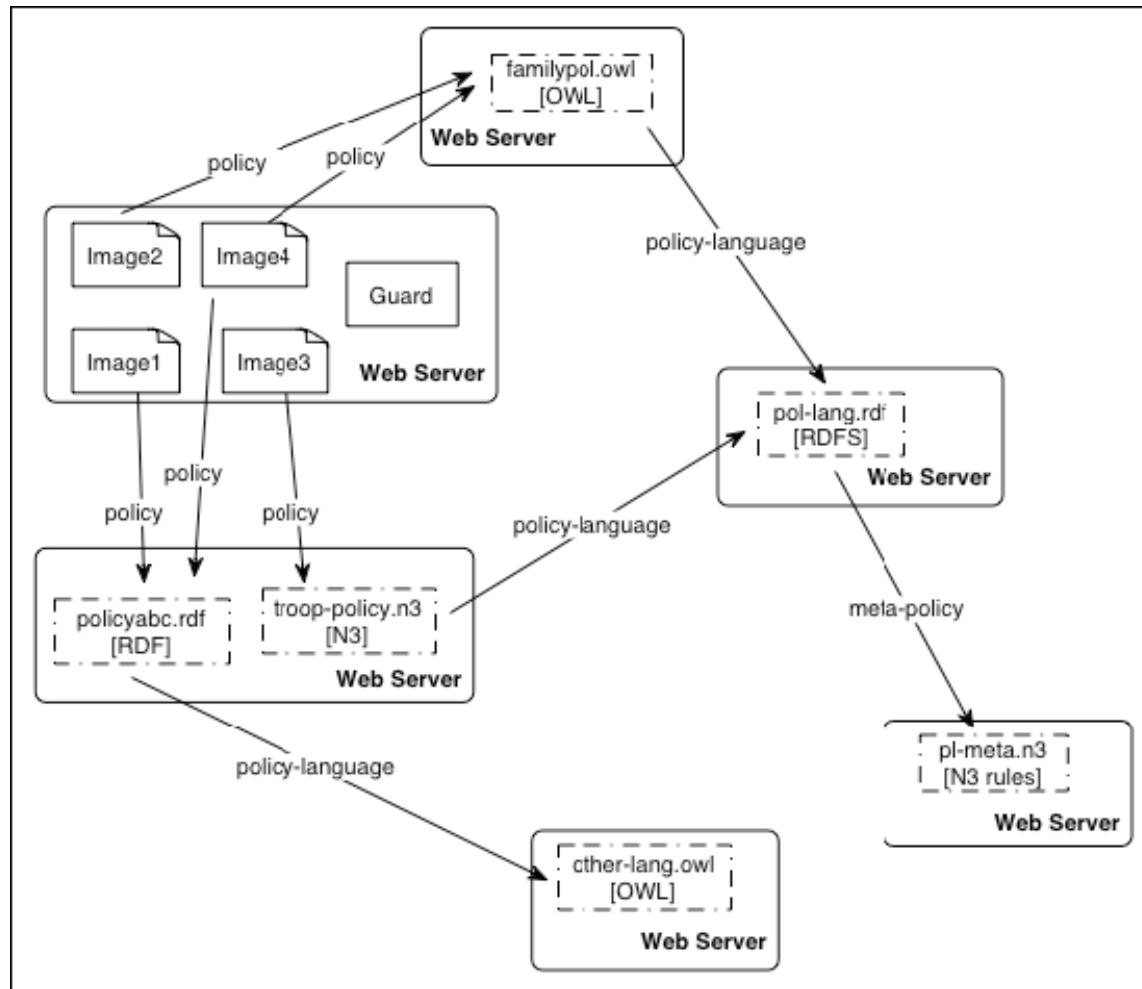 familypol.owl
[OWL]
Web Server
policy
policy
Image2
Image4
Guard
Image1
Image3
Web Server
policy-language
pol-lang.rdf
[RDFS]
Web Server
policy
policy
policy
policy-language
policyabc.rdf
[RDF]
troop-policy.n3
[N3]
Web Server
meta-policy
policy-language
pl-meta.n3
[N3 rules]
Web Server
cther-lang.owl
[OWL]
Web Server